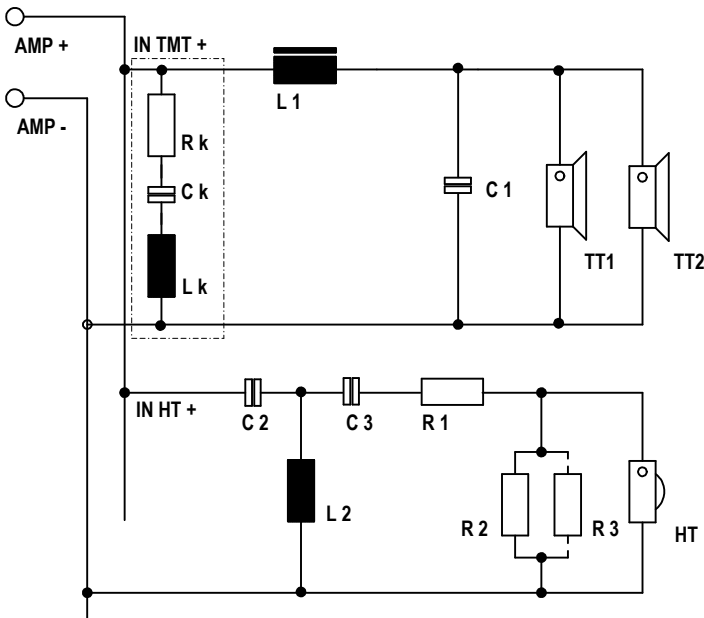 AMP +
IN TMT +
L 1
AMP -
R k
C k
C 1
L k
TT1
TT2
IN HT +
C 2
C 3
R 1
L 2
R 2
R 3
HT